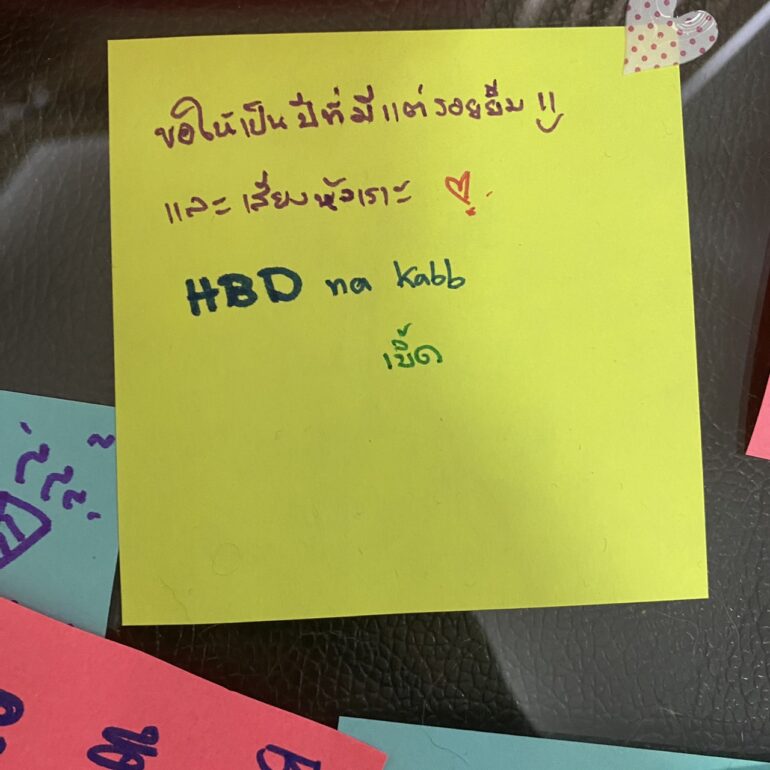 ขอให้เป็นปีที่มีแต่รอยยิ้ม !!
และเสียงหัวเราะ
HBD na kabb
เบิ้ด